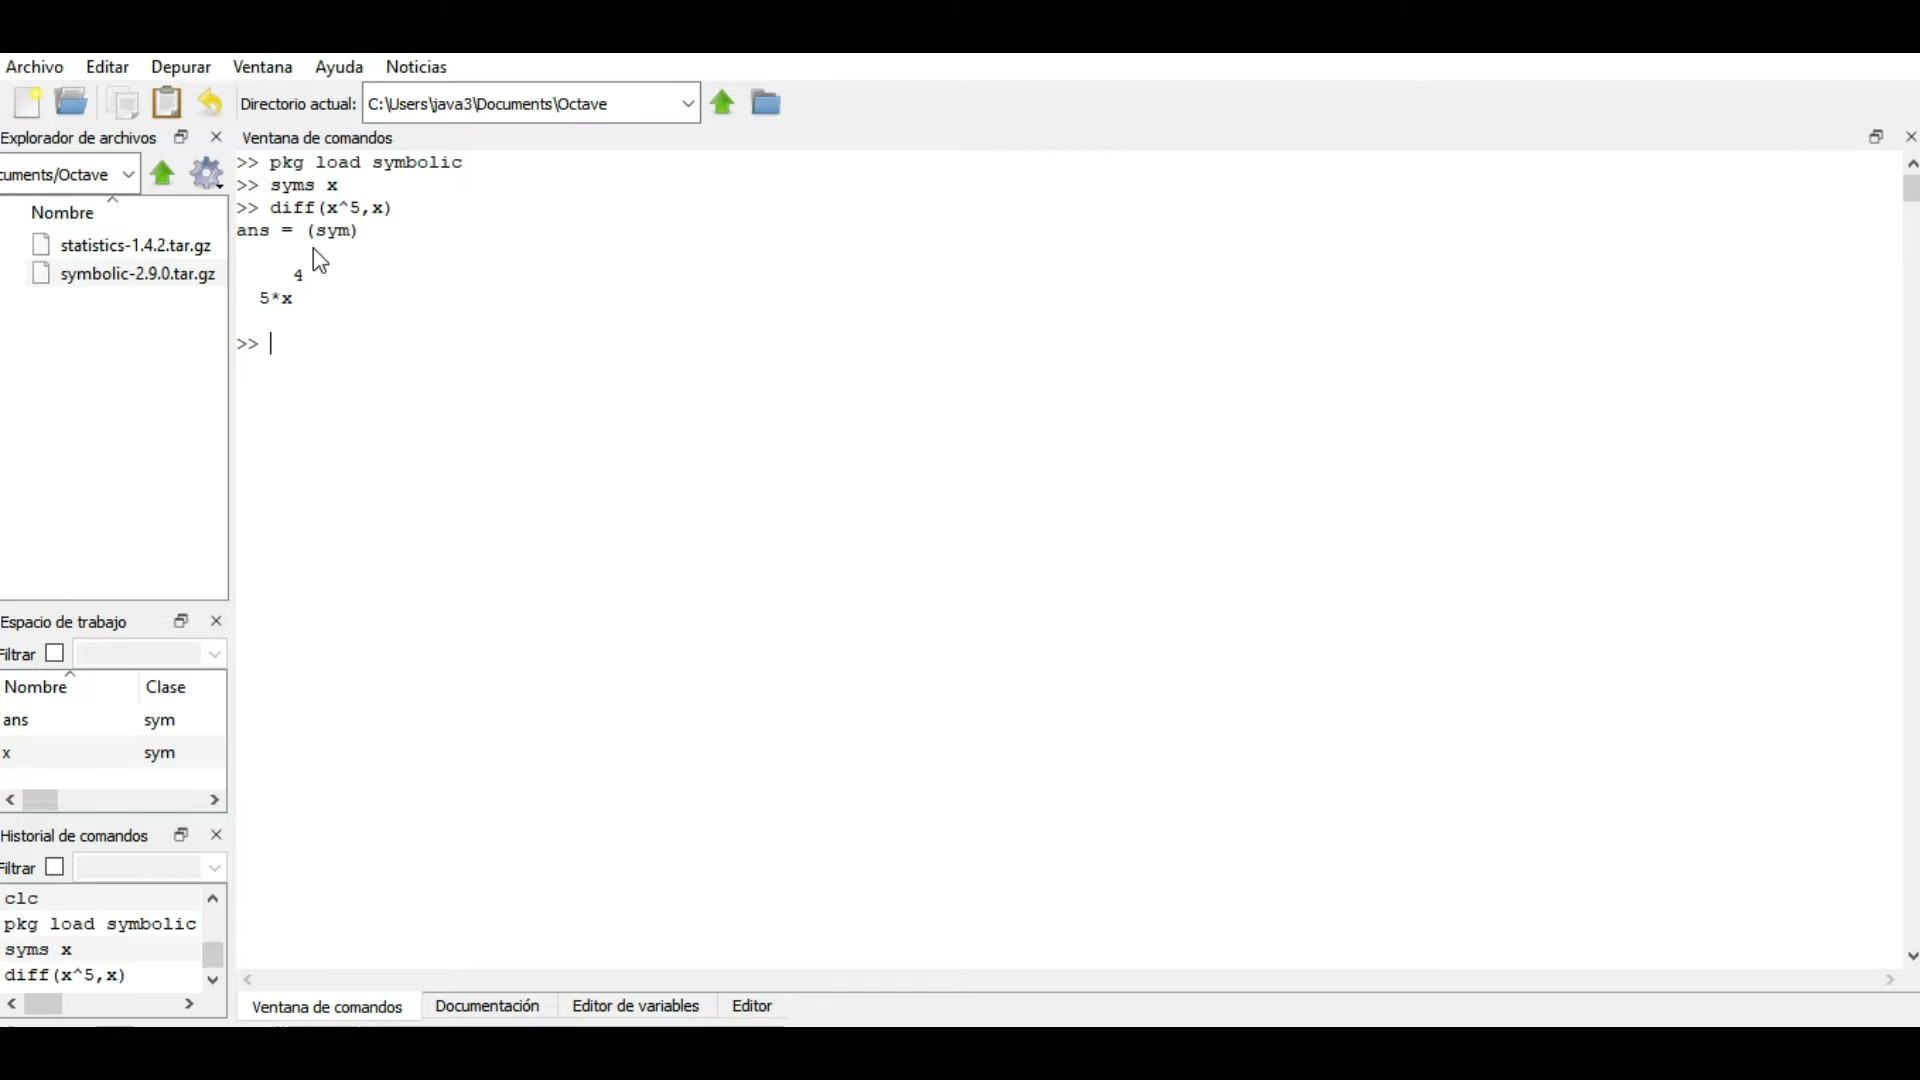 Archivo Editar Depurar Ventana Ayuda Noticias
Directorio actual: C:\Users\java3\Documents\Octave
Explorador de archivos
cuments/Octave
Nombre
statistics-1.4.2.tar.gz
symbolic-2.9.0.tar.gz
Espacio de trabajo
Filtrar
Nombre Clase
ans sym
x sym
Historial de comandos
Filtrar
clc
pkg load symbolic
syms x
diff(x^5,x)
Ventana de comandos
>> pkg load symbolic
>> syms x
>> diff(x^5,x)
ans = (sym)
4
5*x
>>
Ventana de comandos Documentación Editor de variables Editor